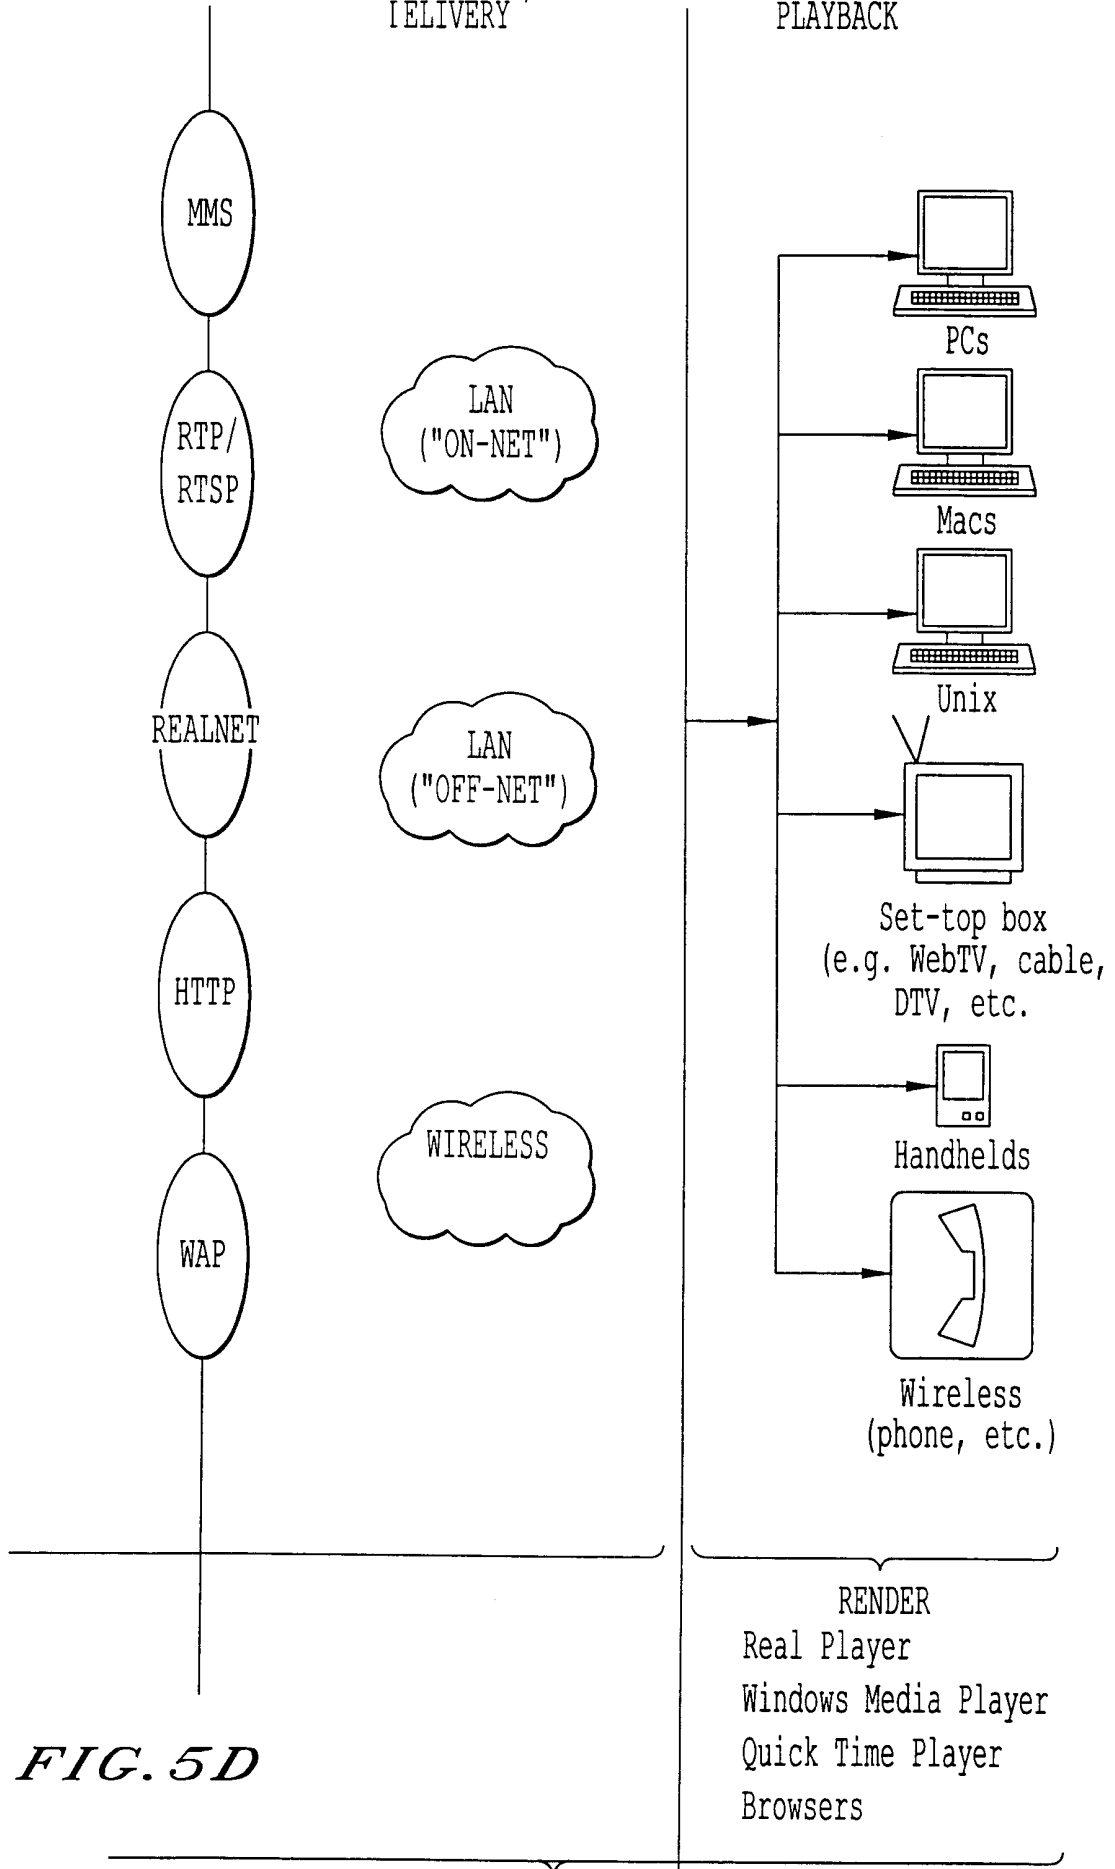 DELIVERY
PLAYBACK
MMS
RTP/
RTSP
REALNET
HTTP
WAP
LAN
("ON-NET")
LAN
("OFF-NET")
WIRELESS
PCs
Macs
Unix
Set-top box
(e.g. WebTV, cable,
DTV, etc.
Handhelds
Wireless
(phone, etc.)
RENDER
Real Player
Windows Media Player
Quick Time Player
Browsers
FIG. 5D